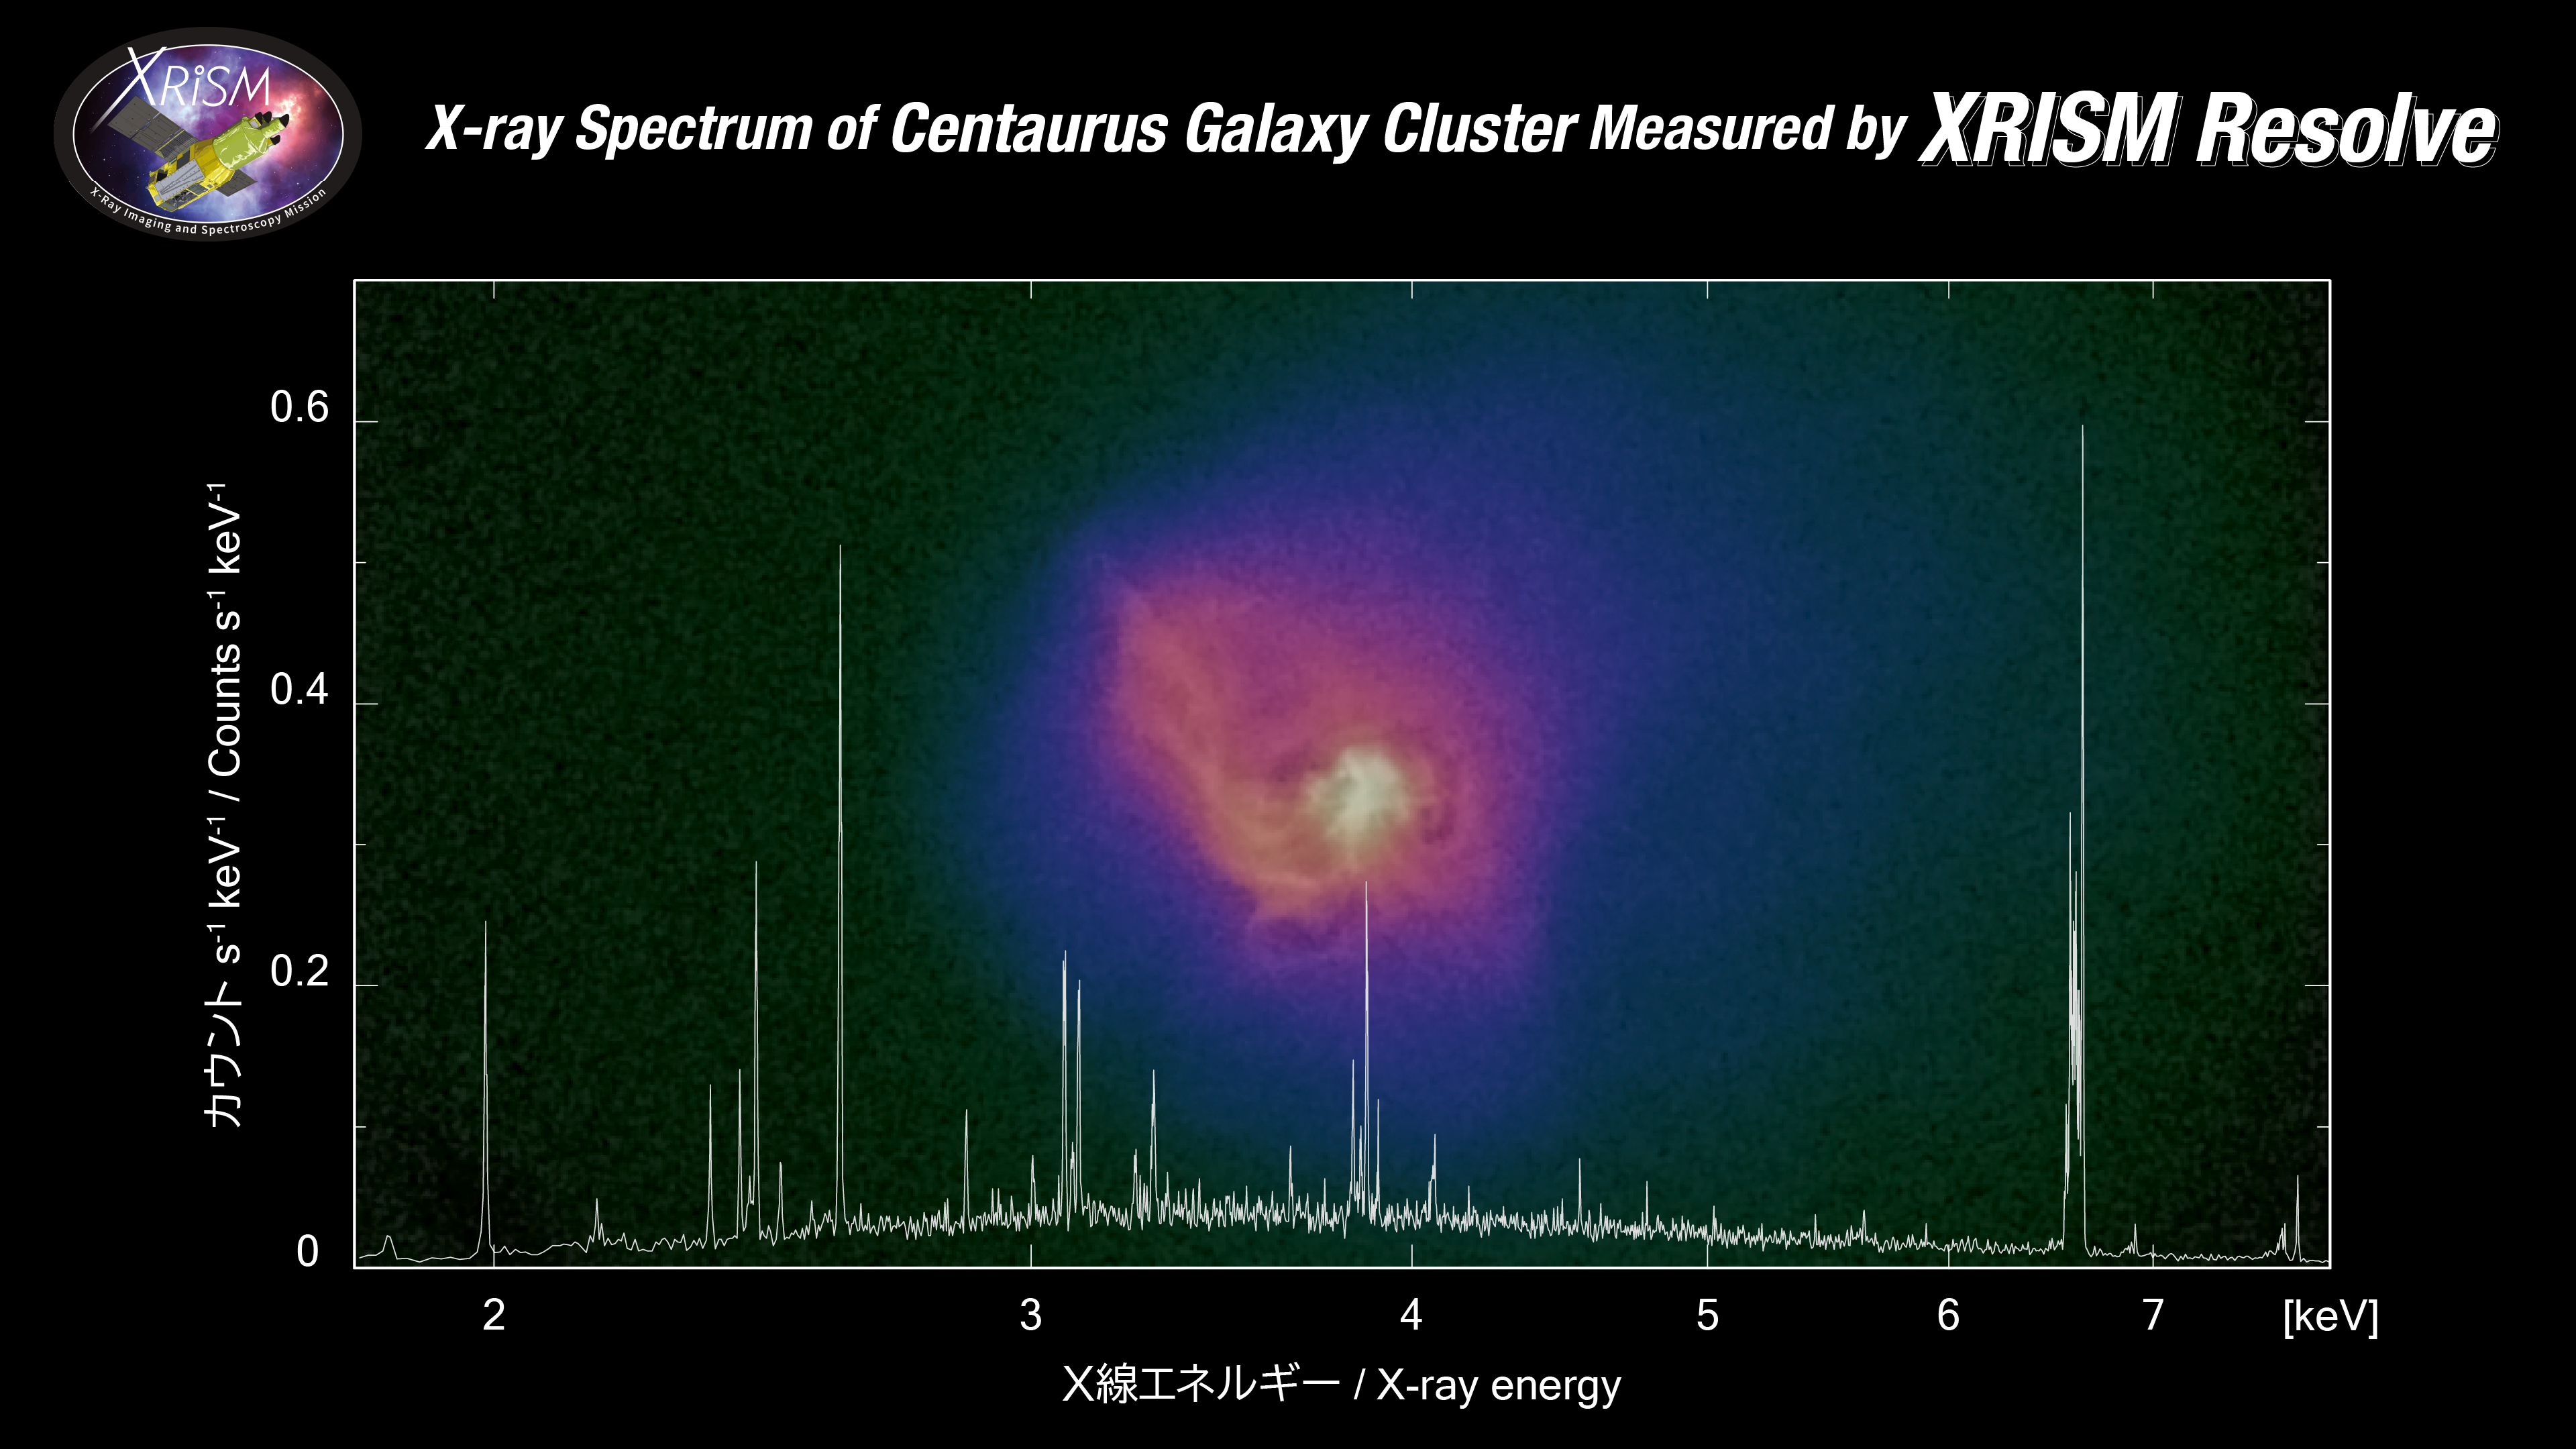 XRiSM
X-Ray Imaging and Spectroscopy Mission
X-ray Spectrum of Centaurus Galaxy Cluster Measured by XRISM Resolve
カウント s⁻¹ keV⁻¹ / Counts s⁻¹ keV⁻¹
0.6
0.4
0.2
0
2 3 4 5 6 7 [keV]
X線エネルギー / X-ray energy